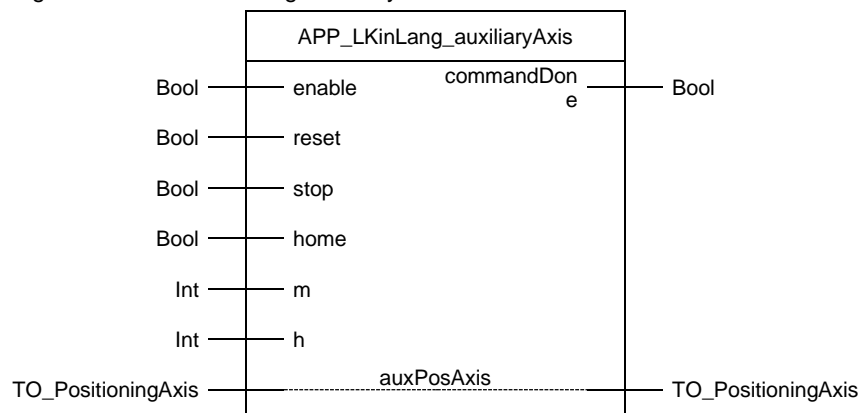 APP_LKinLang_auxiliaryAxis
Bool enable commandDon
e Bool
Bool reset
Bool stop
Bool home
Int m
Int h
TO_PositioningAxis auxPosAxis TO_PositioningAxis